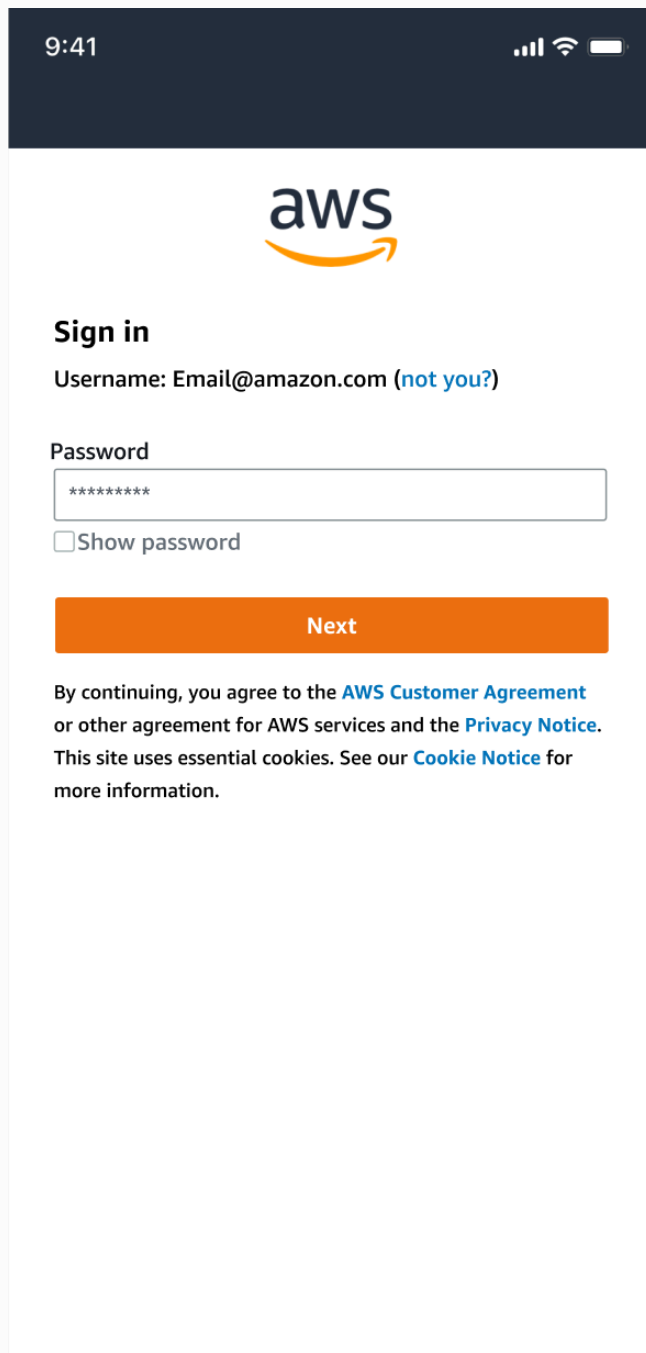 9:41
aws
Sign in
Username: Email@amazon.com (not you?)
Password
*********
Show password
Next
By continuing, you agree to the AWS Customer Agreement
or other agreement for AWS services and the Privacy Notice.
This site uses essential cookies. See our Cookie Notice for
more information.